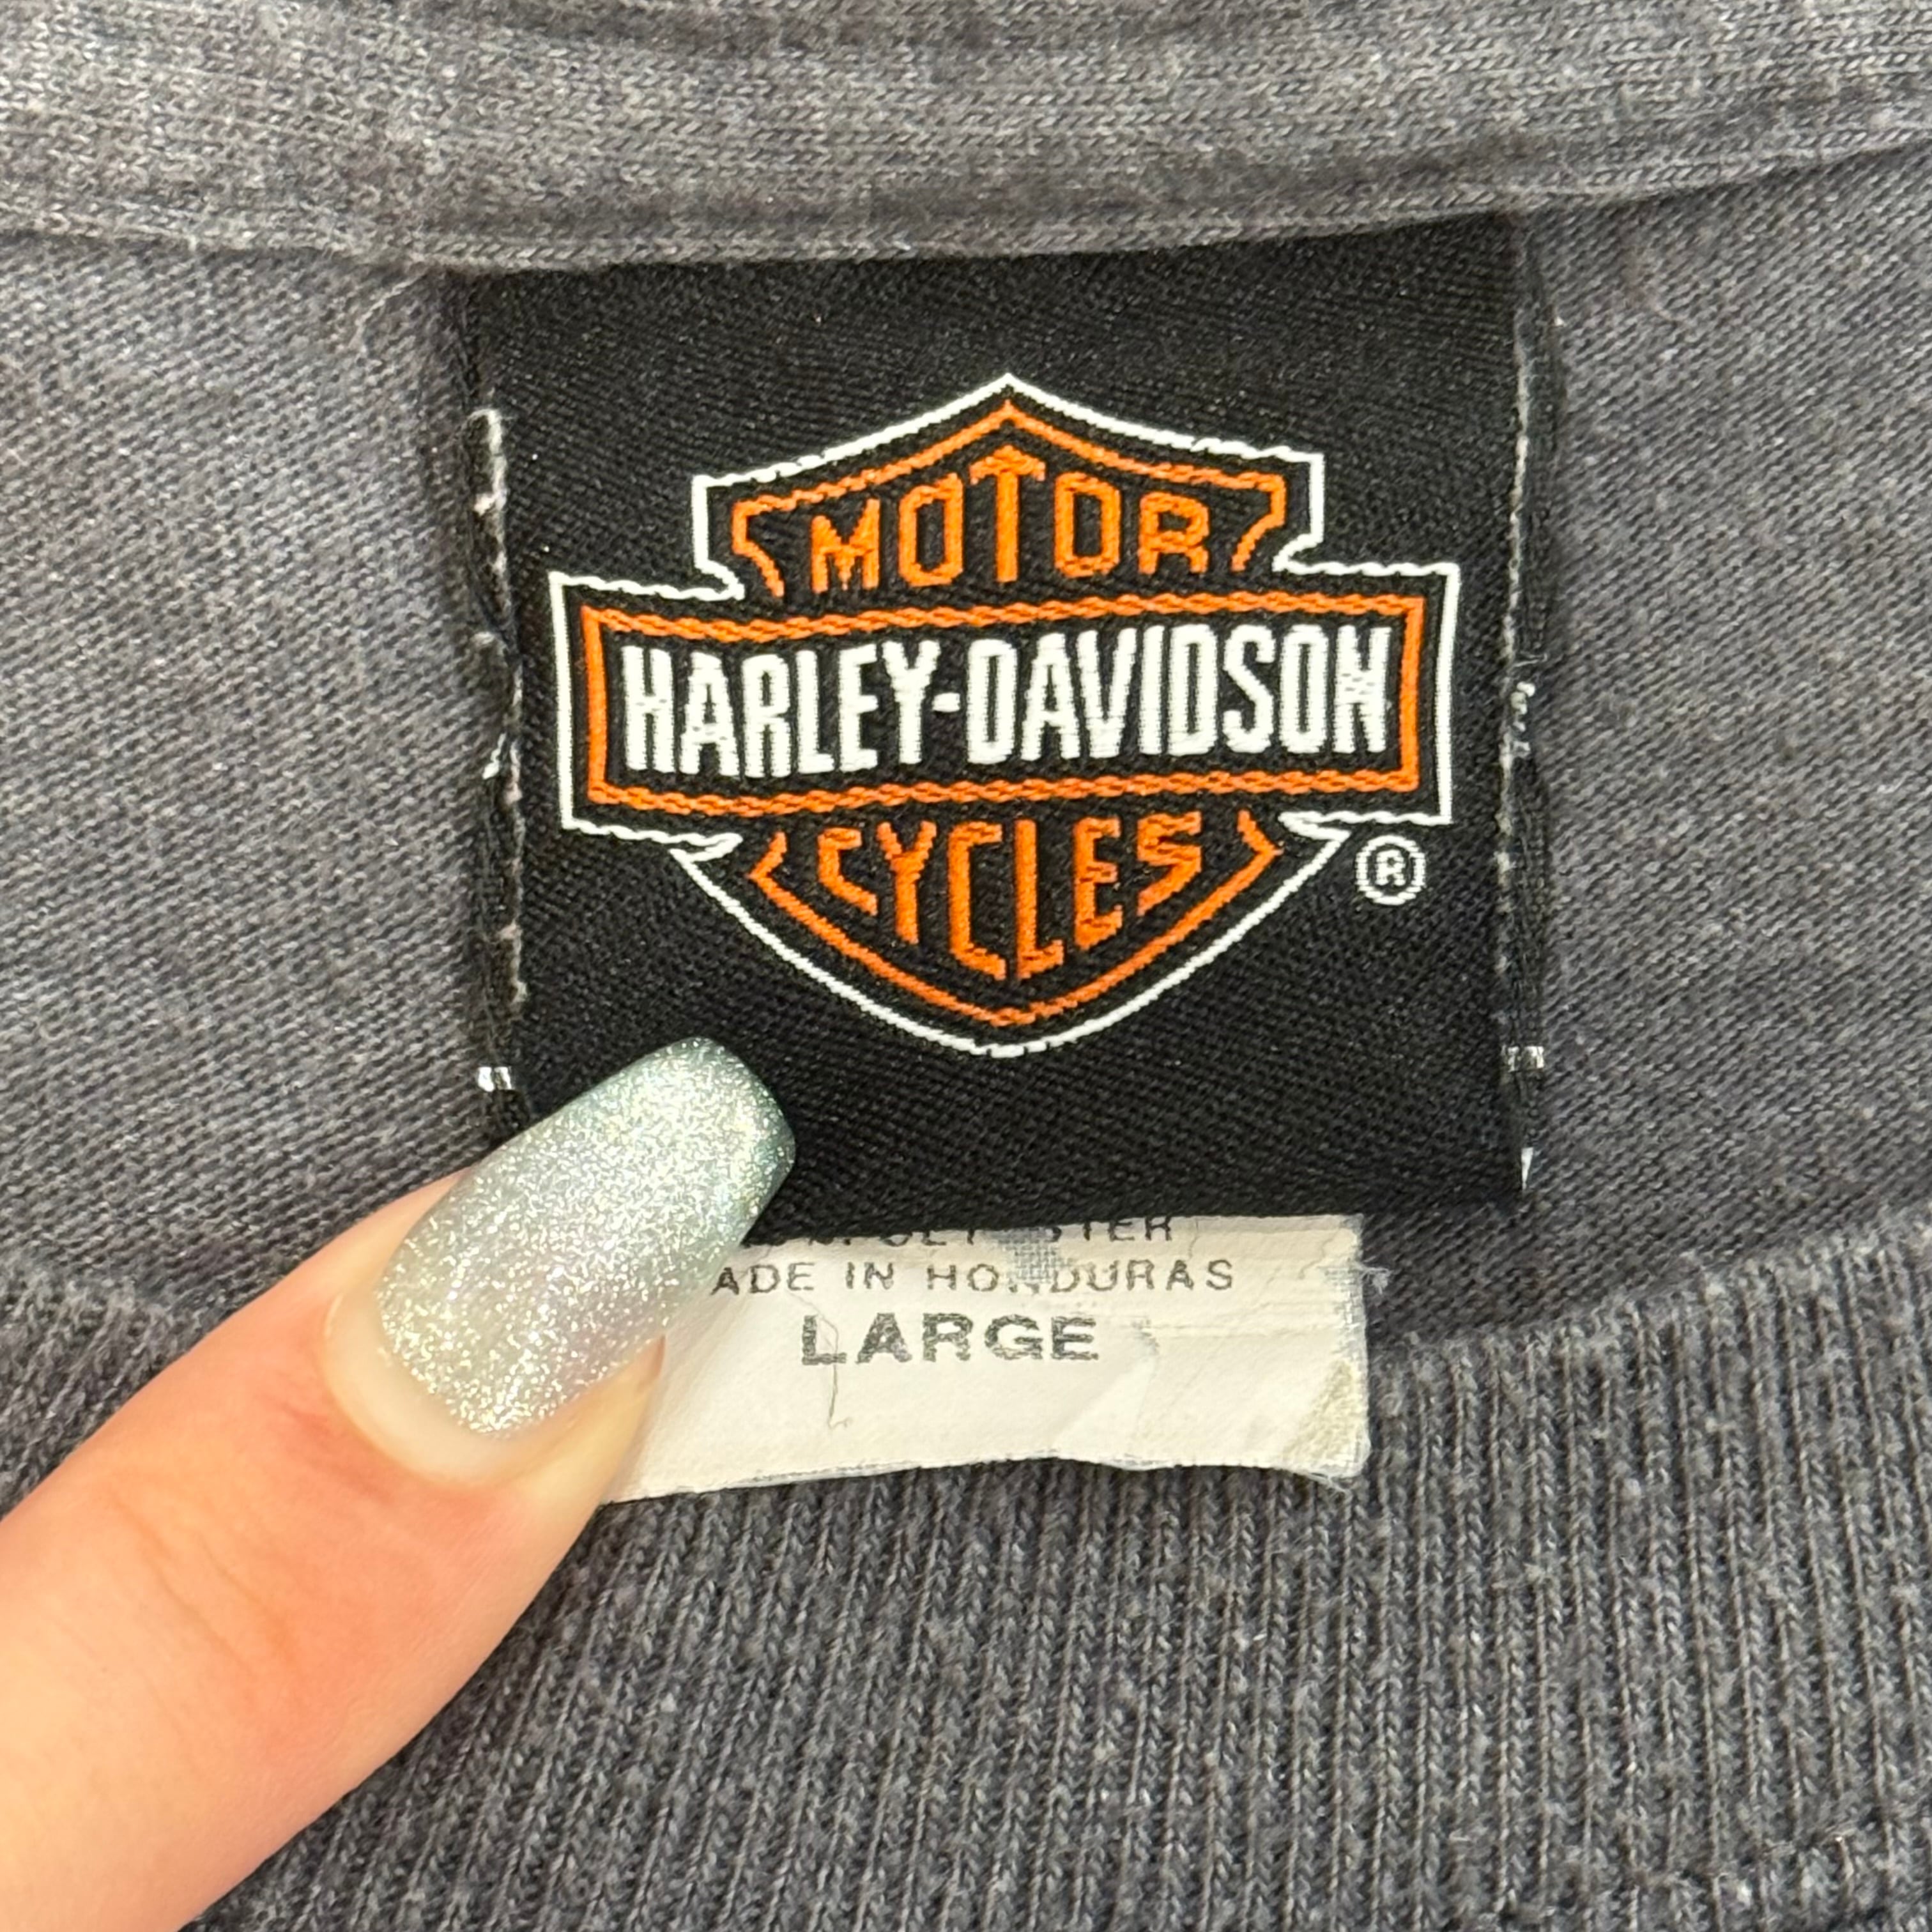 MOTOR
HARLEY-DAVIDSON
CYCLES
®
ADE IN HONDURAS
LARGE